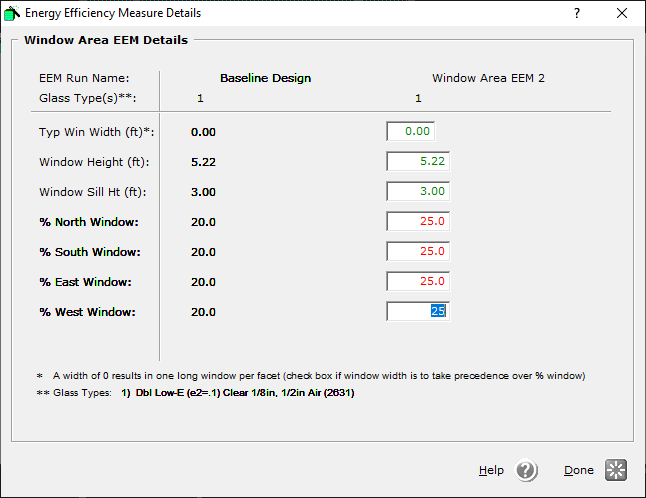 Energy Efficiency Measure Details
Window Area EEM Details
EEM Run Name: Baseline Design Window Area EEM 2
Glass Type(s)**: 1 1
Typ Win Width (ft)*: 0.00 0.00
Window Height (ft): 5.22 5.22
Window Sill Ht (ft): 3.00 3.00
% North Window: 20.0 25.0
% South Window: 20.0 25.0
% East Window: 20.0 25.0
% West Window: 20.0 25
* A width of 0 results in one long window per facet (check box if window width is to take precedence over % window)
** Glass Types: 1) Dbl Low-E (e2=.1) Clear 1/8in, 1/2in Air (2631)
Help ? Done